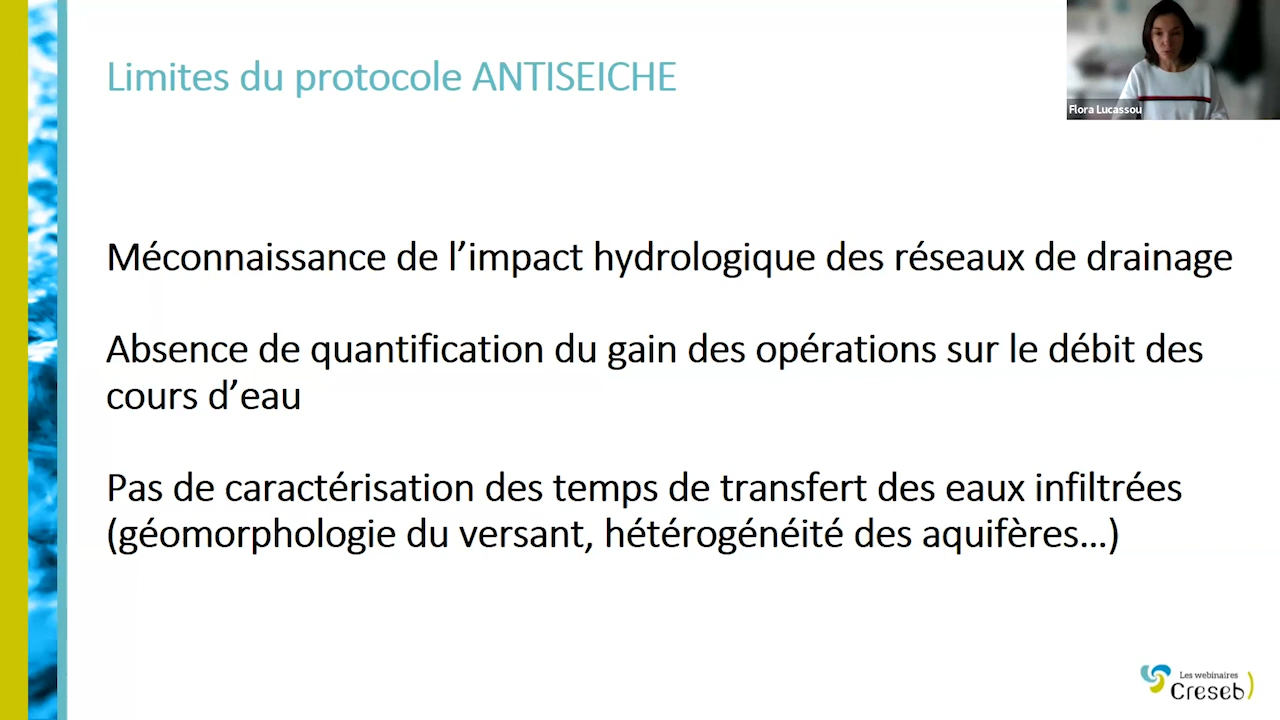 Limites du protocole ANTISEICHE
Flora Lucassou
Méconnaissance de l’impact hydrologique des réseaux de drainage
Absence de quantification du gain des opérations sur le débit des
cours d’eau
Pas de caractérisation des temps de transfert des eaux infiltrées
(géomorphologie du versant, hétérogénéité des aquifères…)
Les webinaires
Creseb